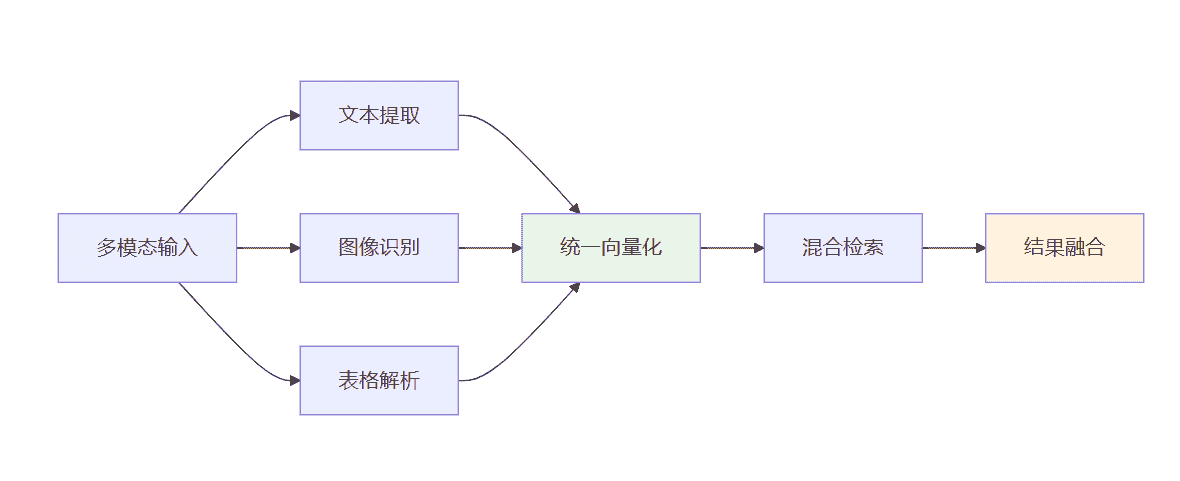 多模态输入
文本提取
图像识别
表格解析
统一向量化
混合检索
结果融合